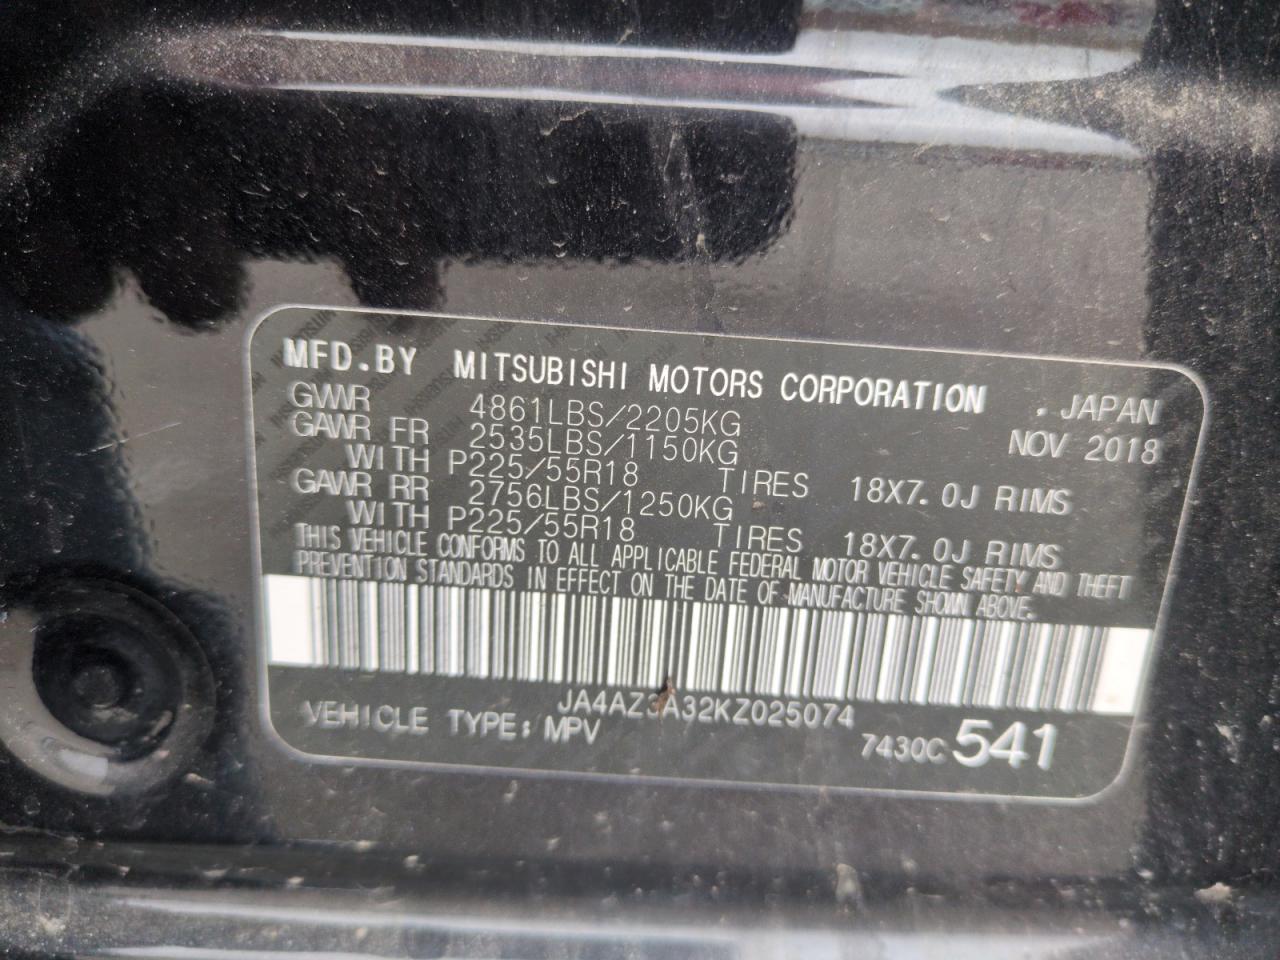 MFD.BY MITSUBISHI MOTORS CORPORATION . JAPAN
GVWR 4861LBS/2205KG NOV 2018
GAWR FR 2535LBS/1150KG
WITH P225/55R18 TIRES 18X7.0J RIMS
GAWR RR 2756LBS/1250KG
WITH P225/55R18 TIRES 18X7.0J RIMS
THIS VEHICLE CONFORMS TO ALL APPLICABLE FEDERAL MOTOR VEHICLE SAFETY AND THEFT
PREVENTION STANDARDS IN EFFECT ON THE DATE OF MANUFACTURE SHOWN ABOVE.
JA4AZ3A32KZ025074
VEHICLE TYPE: MPV 7430C 541